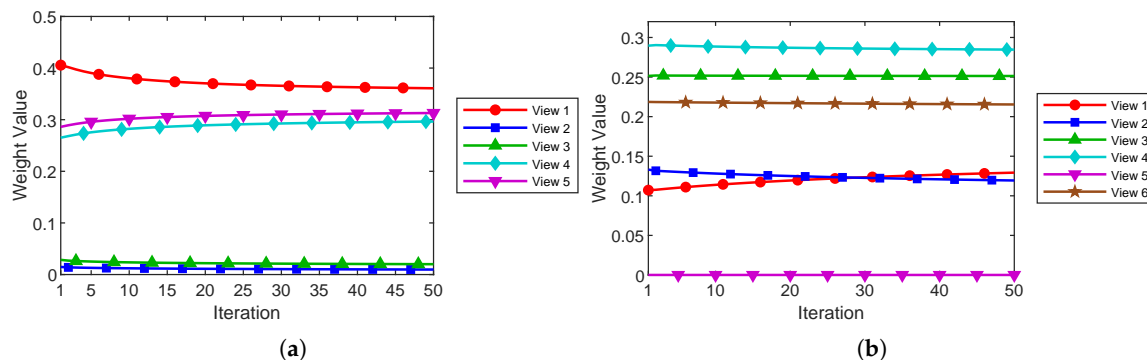 0.5
0.4
0.3
0.2
0.1
0
Weight Value
1 5 10 15 20 25 30 35 40 45 50
Iteration
View 1
View 2
View 3
View 4
View 5
(a)
0.3
0.25
0.2
0.15
0.1
0.05
0
Weight Value
1 10 20 30 40 50
Iteration
View 1
View 2
View 3
View 4
View 5
View 6
(b)